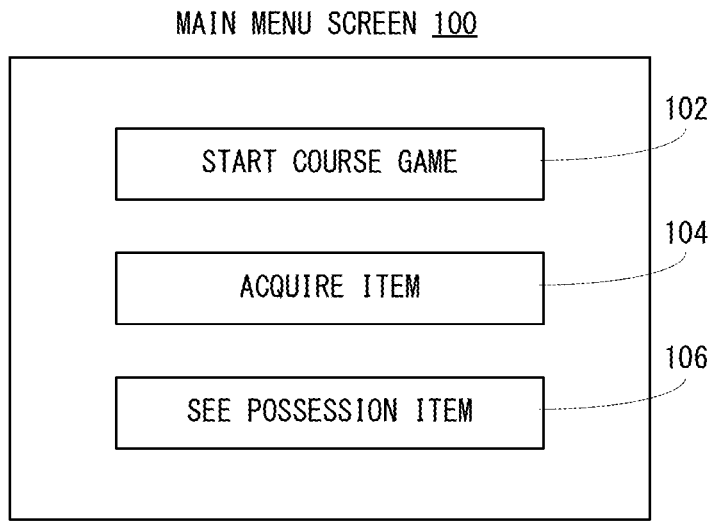 MAIN MENU SCREEN 100
102
START COURSE GAME
104
ACQUIRE ITEM
106
SEE POSSESSION ITEM